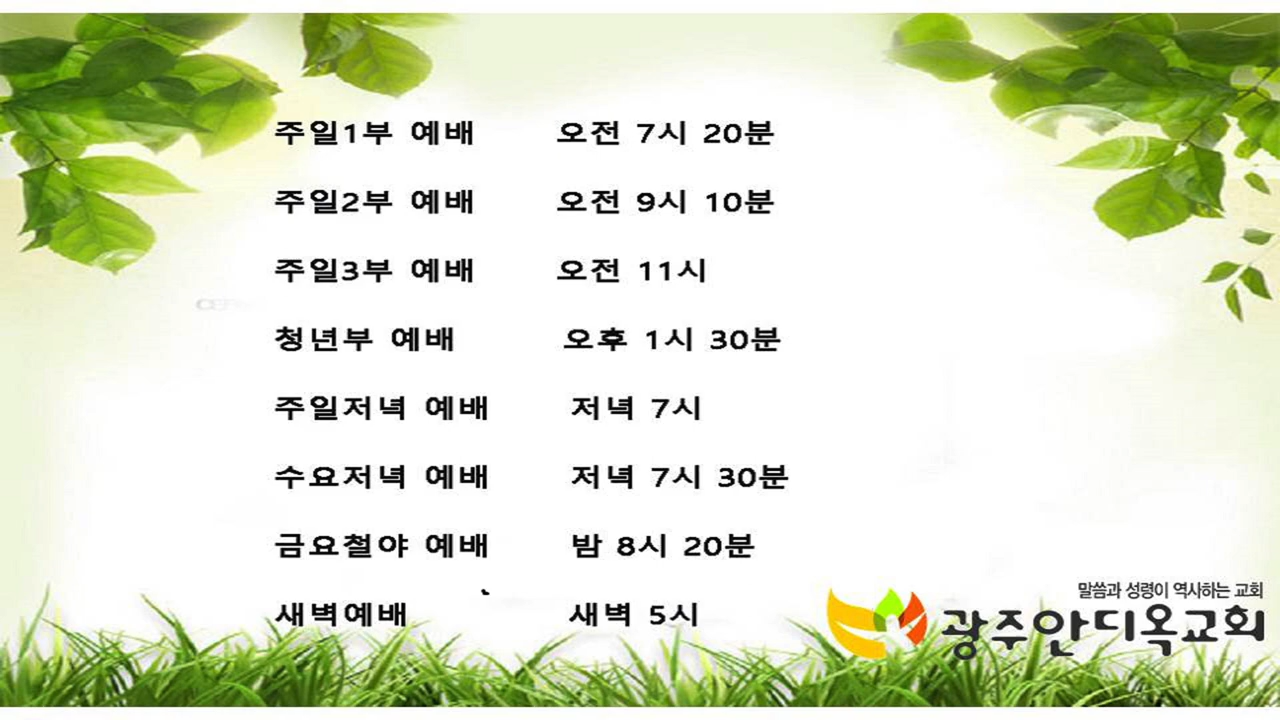 주일1부 예배 오전 7시 20분
주일2부 예배 오전 9시 10분
주일3부 예배 오전 11시
청년부 예배 오후 1시 30분
주일저녁 예배 저녁 7시
수요저녁 예배 저녁 7시 30분
금요철야 예배 밤 8시 20분
새벽예배 새벽 5시
말씀과 성령이 역사하는 교회
광주안디옥교회